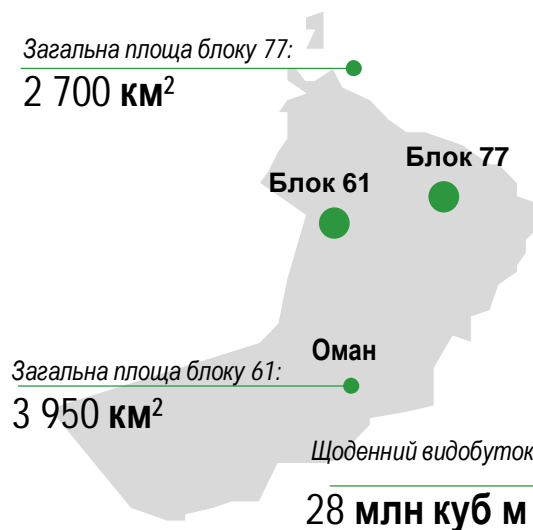 Загальна площа блоку 77:
2 700 км²
Блок 77
Блок 61
Оман
Загальна площа блоку 61:
3 950 км²
Щоденний видобуток
28 млн куб м